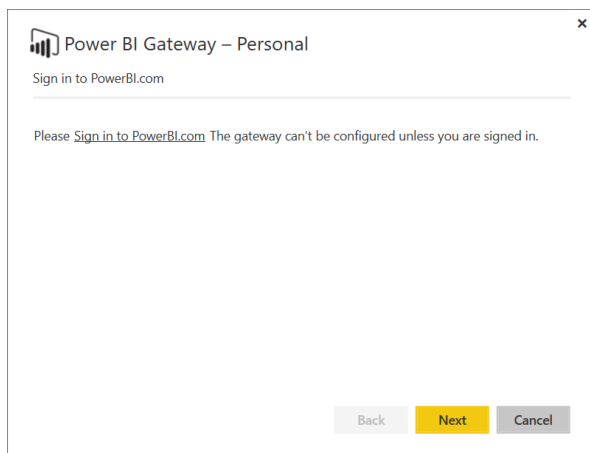 Power BI Gateway – Personal
Sign in to PowerBI.com
Please Sign in to PowerBI.com The gateway can't be configured unless you are signed in.
Back Next Cancel